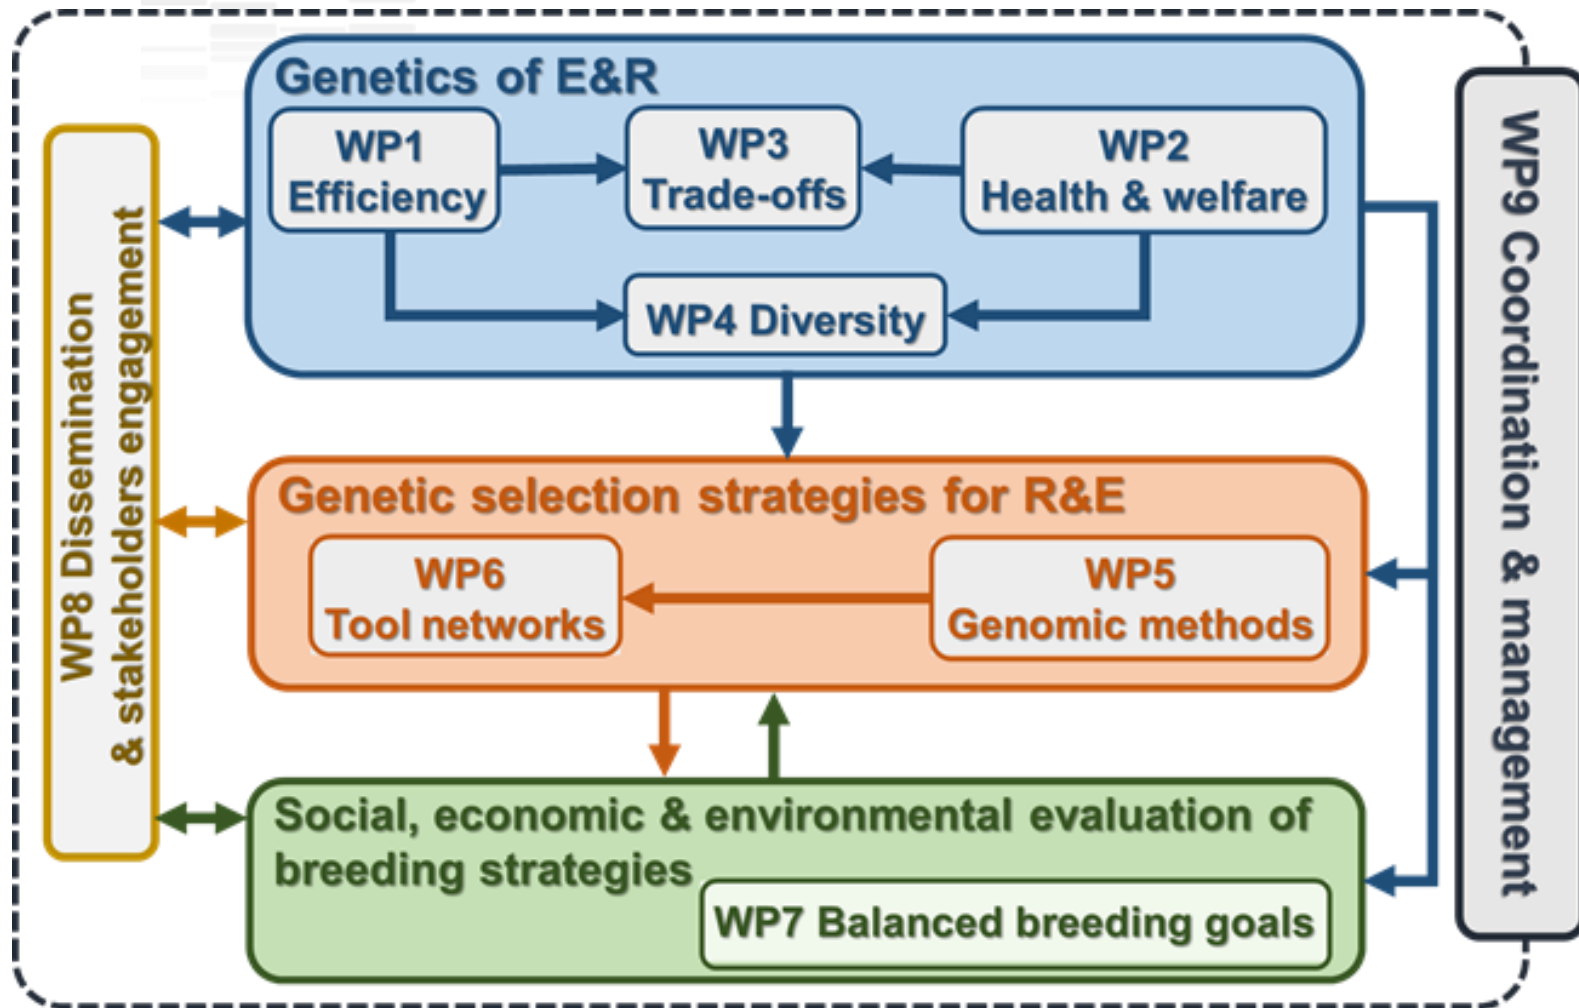 Genetics of E&R
WP1
Efficiency
WP3
Trade-offs
WP2
Health & welfare
WP4 Diversity
Genetic selection strategies for R&E
WP6
Tool networks
WP5
Genomic methods
Social, economic & environmental evaluation of
breeding strategies
WP7 Balanced breeding goals
WP8 Dissemination
& stakeholders engagement
WP9 Coordination & management